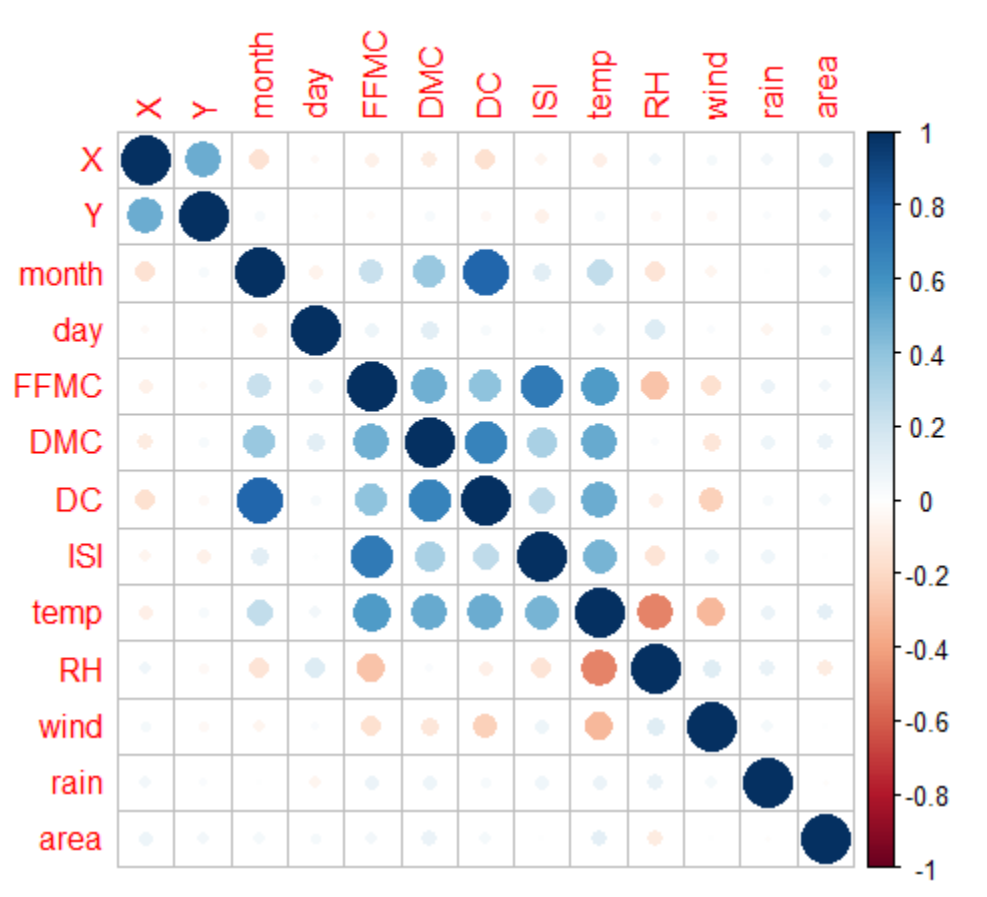 X Y month day FFMC DMC DC ISI temp RH wind rain area
X
Y
month
day
FFMC
DMC
DC
ISI
temp
RH
wind
rain
area
1
0.8
0.6
0.4
0.2
0
-0.2
-0.4
-0.6
-0.8
-1